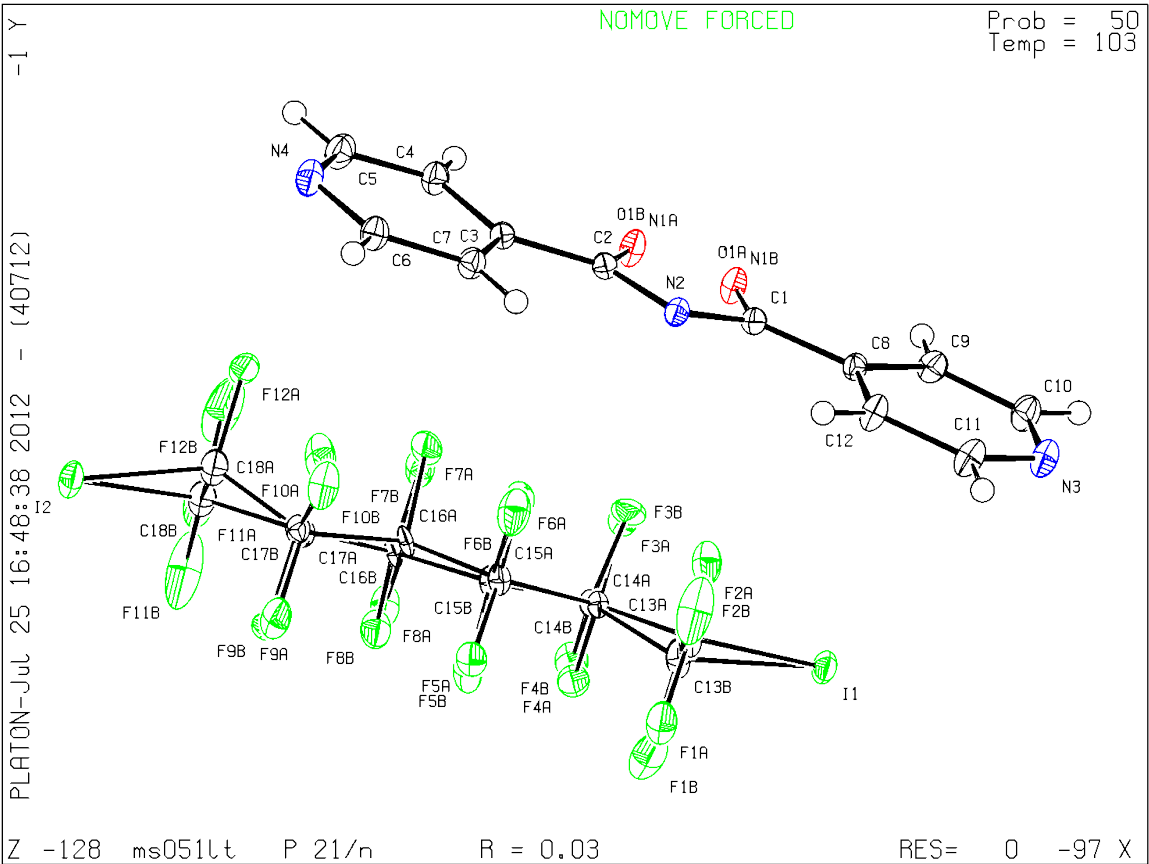 NOMOVE FORCED
Prob = 50
Temp = 103
PLATON-Jul 25 16:48:38 2012 - (40712) -1 Y
N4
C4
C5
O1B
N1A
C7
C3
C2
C6
O1A
N1B
N2
C1
C8
C9
C10
C11
C12
N3
F12A
F12B
C18A
F7A
I2
F10A
F7B
C16A
F3B
C18B
F11A
F10B
F6A
F3A
C17B
C17A
F6B
C15A
C16B
C14A
F2A
C13A
F2B
F11B
C15B
C14B
F8A
F9B
F9A
F8B
C13B
F5A
F5B
F4B
F4A
I1
F1A
F1B
Z -128 ms051lt P 21/n R = 0.03 RES= 0 -97 X